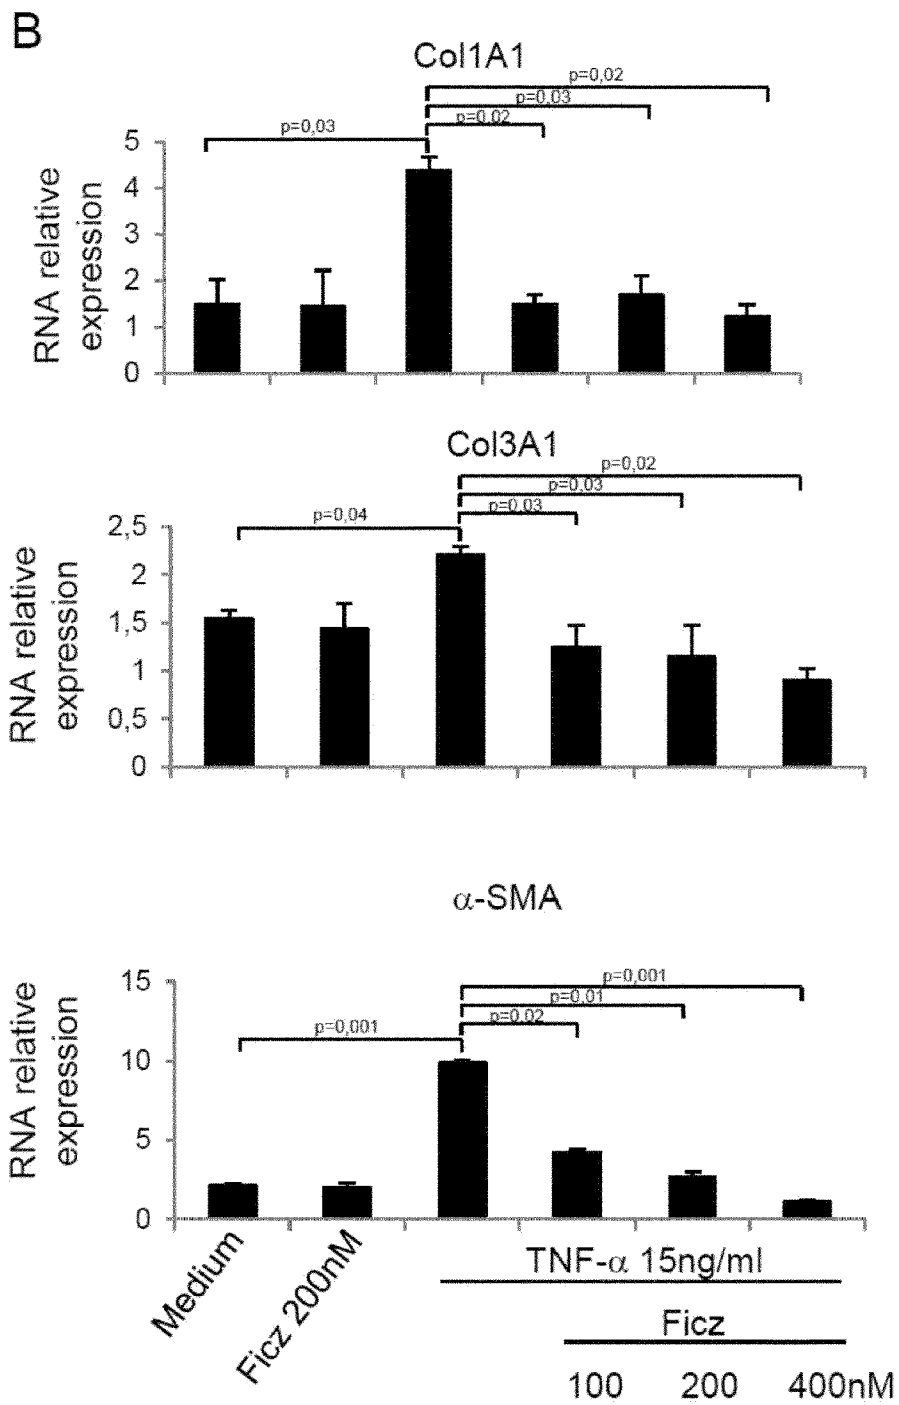 B
Col1A1
p=0,02
p=0,03
p=0,02
p=0,03
RNA relative
expression
5
4
3
2
1
0
Col3A1
p=0,02
p=0,03
p=0,03
p=0,04
RNA relative
expression
2,5
2
1,5
1
0,5
0
α-SMA
p=0,001
p=0,01
p=0,02
p=0,001
RNA relative
expression
15
10
5
0
Medium
Ficz 200nM
TNF-α 15ng/ml
Ficz
100 200 400nM